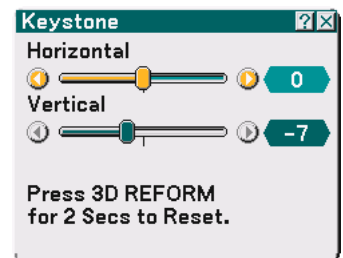 Keystone
Horizontal
0
Vertical
-7
Press 3D REFORM
for 2 Secs to Reset.